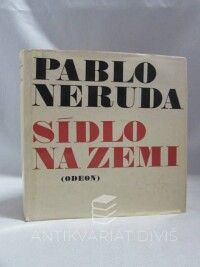 PABLO
NERUDA
SÍDLO
NA ZEMI
(ODEON)
ANTIKVARIÁT DIVIŠ